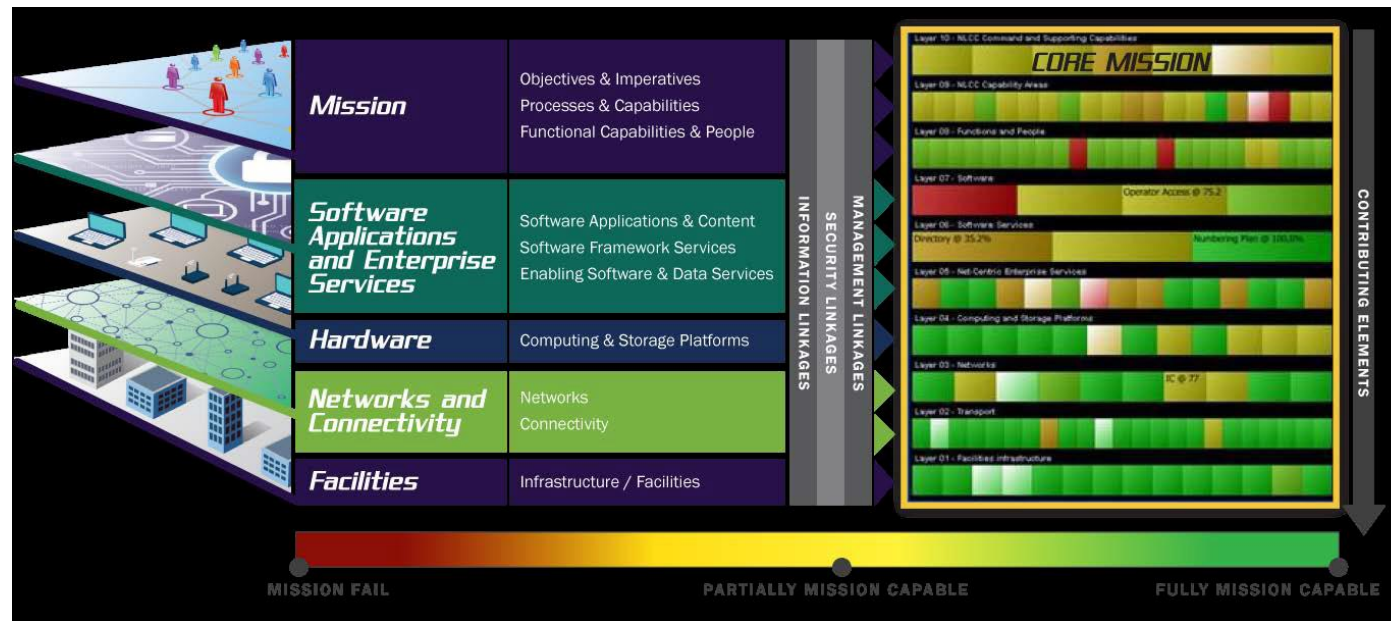 Mission
Objectives & Imperatives
Processes & Capabilities
Functional Capabilities & People
Software
Applications
and Enterprise
Services
Software Applications & Content
Software Framework Services
Enabling Software & Data Services
Hardware
Computing & Storage Platforms
Networks and
Connectivity
Networks
Connectivity
Facilities
Infrastructure / Facilities
INFORMATION LINKAGES
SECURITY LINKAGES
MANAGEMENT LINKAGES
Layer 10 - NLCC Command and Supporting Capabilities
CORE MISSION
Layer 09 - NLCC Capability Areas
Layer 08 - Functions and People
Layer 07 - Software
Operator Access @ 75.2
Layer 06 - Software Services
Directory @ 35.2%
Numbering Plan @ 100.0%
Layer 05 - Net-Centric Enterprise Services
Layer 04 - Computing and Storage Platforms
Layer 03 - Networks
IC @ 77
Layer 02 - Transport
Layer 01 - Facilities infrastructure
CONTRIBUTING ELEMENTS
MISSION FAIL
PARTIALLY MISSION CAPABLE
FULLY MISSION CAPABLE